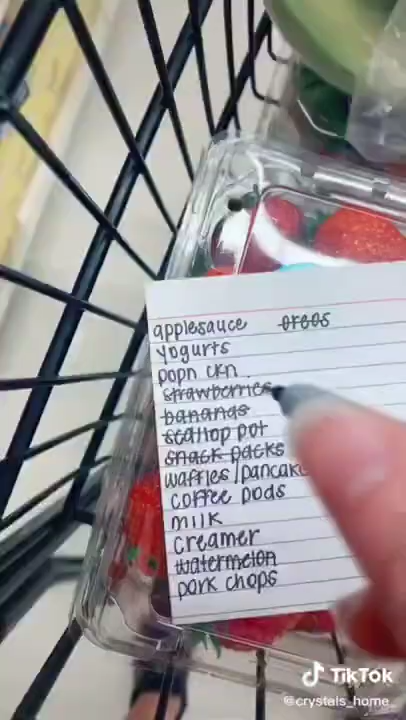 applesauce oreos
yogurts
popn ckn
strawberries
bananas
scallop pot
snack packs
waffles/pancake
coffee pods
milk
creamer
watermelon
pork chops
TikTok
@crystals_home_